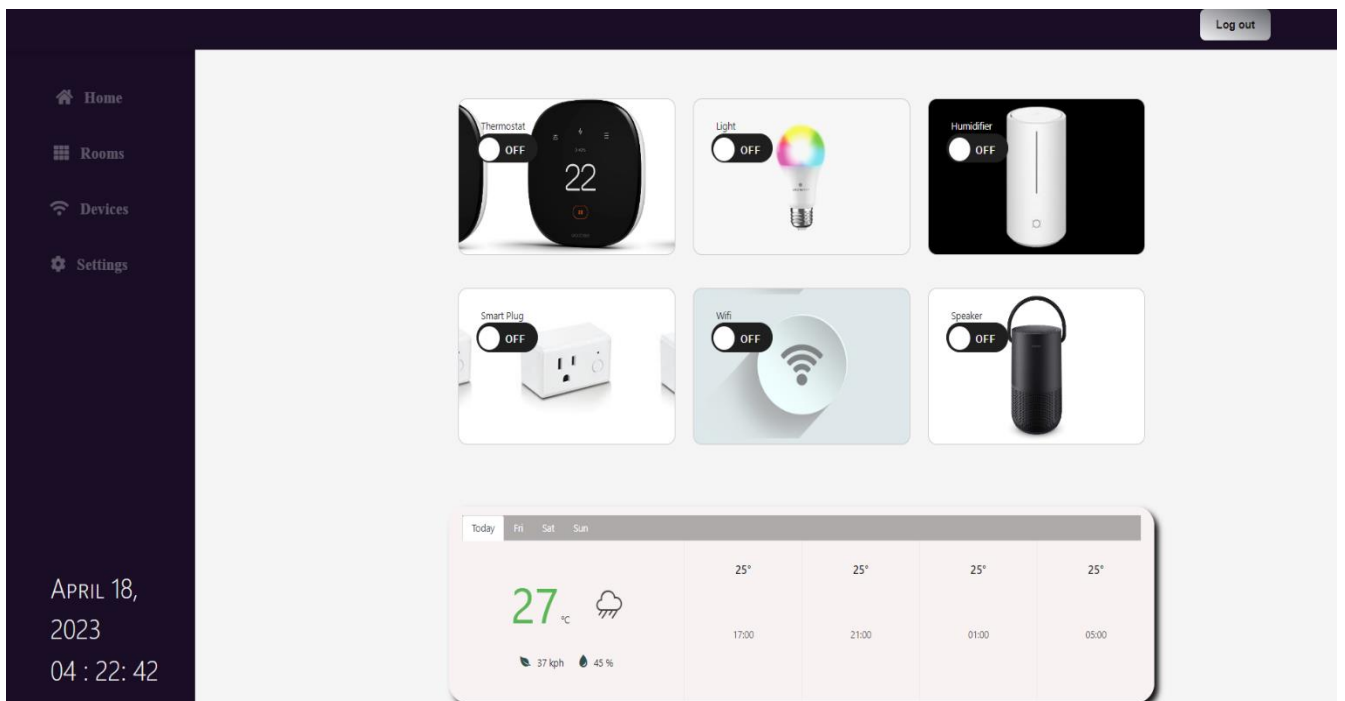 Log out
Home
Rooms
Devices
Settings
Thermostat
OFF
22
Light
OFF
Humidifier
OFF
Smart Plug
OFF
Wifi
OFF
Speaker
OFF
Today Fri Sat Sun
27 °C
37 kph 45 %
25° 25° 25° 25°
17:00 21:00 01:00 05:00
April 18,
2023
04 : 22: 42